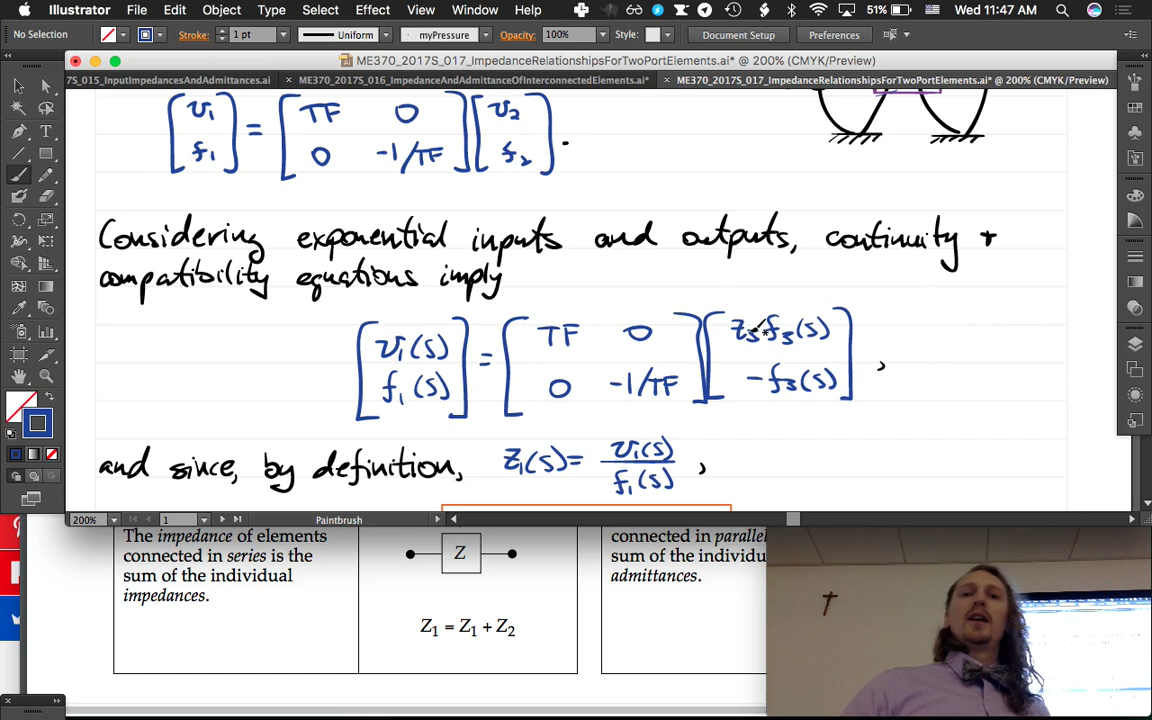 Illustrator File Edit Object Type Select Effect View Window Help 51% Wed 11:47 AM
No Selection Stroke: 1 pt Uniform myPressure Opacity: 100% Style: Document Setup Preferences
ME370_2017S_017_ImpedanceRelationshipsForTwoPortElements.ai* @ 200% (CMYK/Preview)
7S_015_InputImpedancesAndAdmittances.ai ME370_2017S_016_ImpedanceAndAdmittanceOfInterconnectedElements.ai* ME370_2017S_017_ImpedanceRelationshipsForTwoPortElements.ai* @ 200% (CMYK/Preview)
[v₁ f₁] = [TF 0 0 -1/TF] [v₂ f₂].
Considering exponential inputs and outputs, continuity +
compatibility equations imply
[v₁(s) f₁(s)] = [TF 0 0 -1/TF] [Z₃f₃(s) -f₃(s)],
and since, by definition, Z₁(s) = v₁(s)/f₁(s),
200% 1 Paintbrush
The impedance of elements
connected in series is the
sum of the individual
impedances.
Z
Z₁ = Z₁ + Z₂
connected in parallel
sum of the individu
admittances.